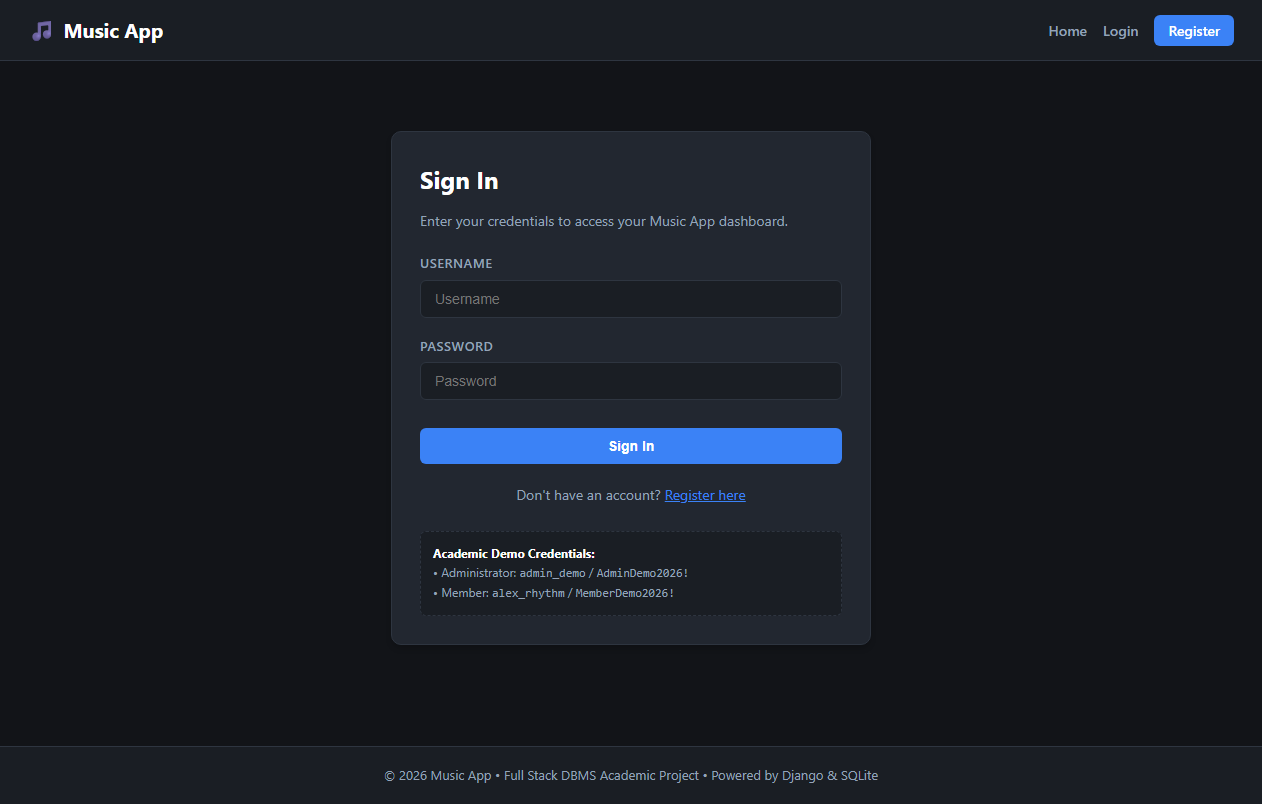 Music App
Home Login Register
Sign In
Enter your credentials to access your Music App dashboard.
USERNAME
Username
PASSWORD
Password
Sign In
Don't have an account? Register here
Academic Demo Credentials:
• Administrator: admin_demo / AdminDemo2026!
• Member: alex_rhythm / MemberDemo2026!
© 2026 Music App • Full Stack DBMS Academic Project • Powered by Django & SQLite